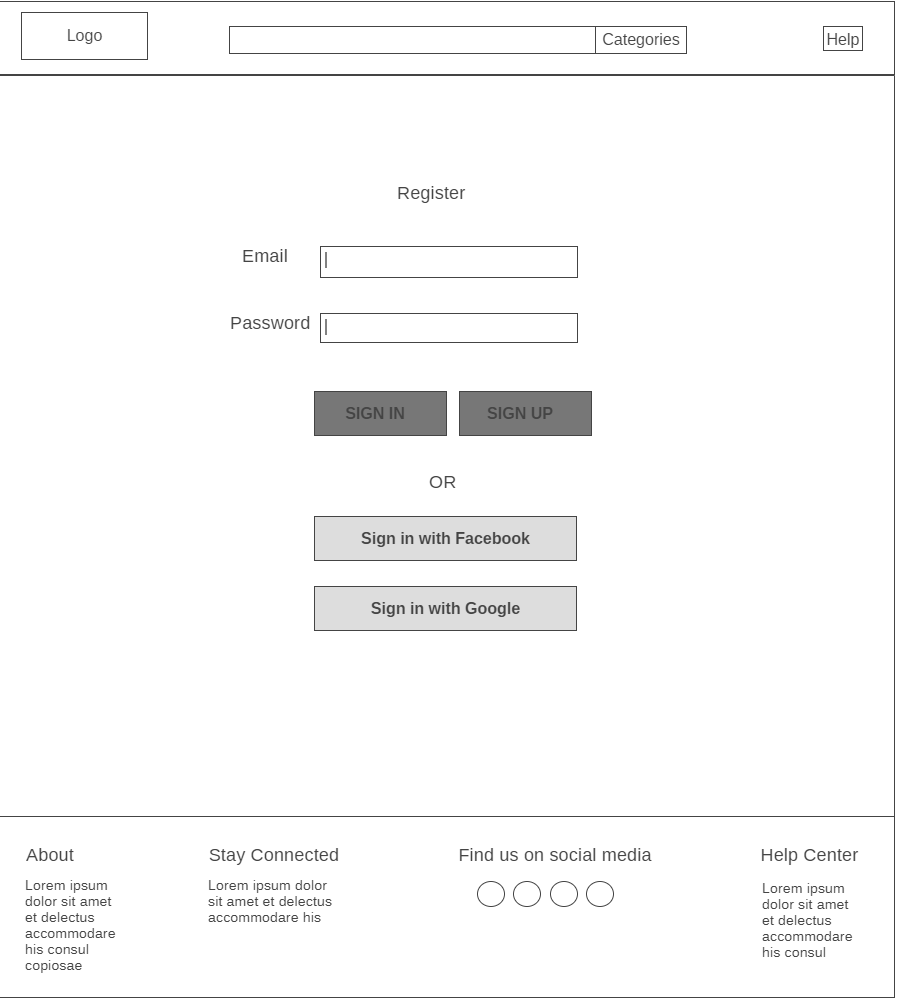 Logo
Categories
Help
Register
Email
Password
SIGN IN
SIGN UP
OR
Sign in with Facebook
Sign in with Google
About
Lorem ipsum
dolor sit amet
et delectus
accommodare
his consul
copiosae
Stay Connected
Lorem ipsum dolor
sit amet et delectus
accommodare his
Find us on social media
Help Center
Lorem ipsum
dolor sit amet
et delectus
accommodare
his consul